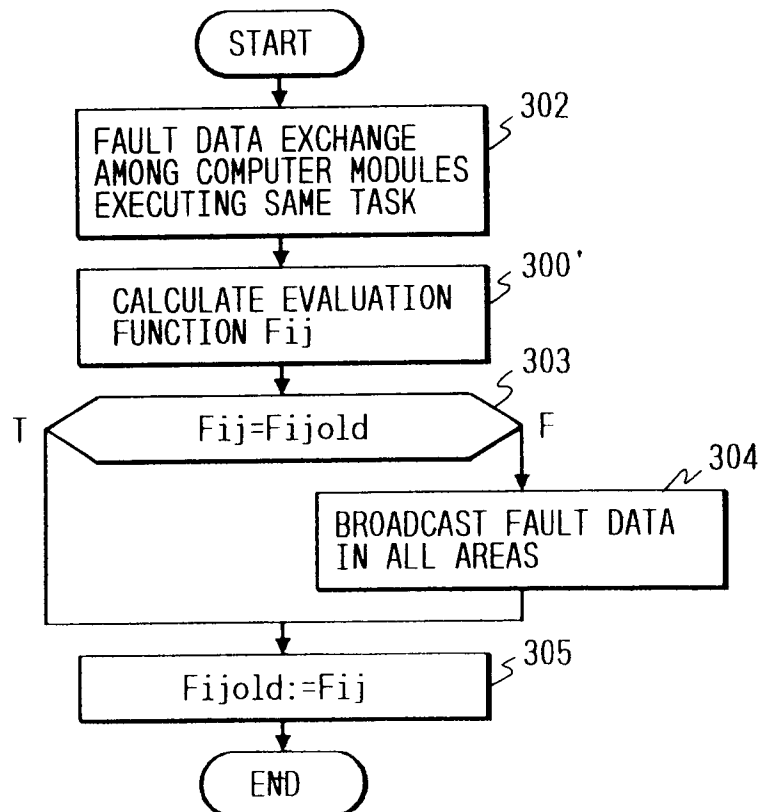 START
302
FAULT DATA EXCHANGE
AMONG COMPUTER MODULES
EXECUTING SAME TASK
300'
CALCULATE EVALUATION
FUNCTION Fij
303
T
Fij=Fijold
F
304
BROADCAST FAULT DATA
IN ALL AREAS
305
Fijold:=Fij
END